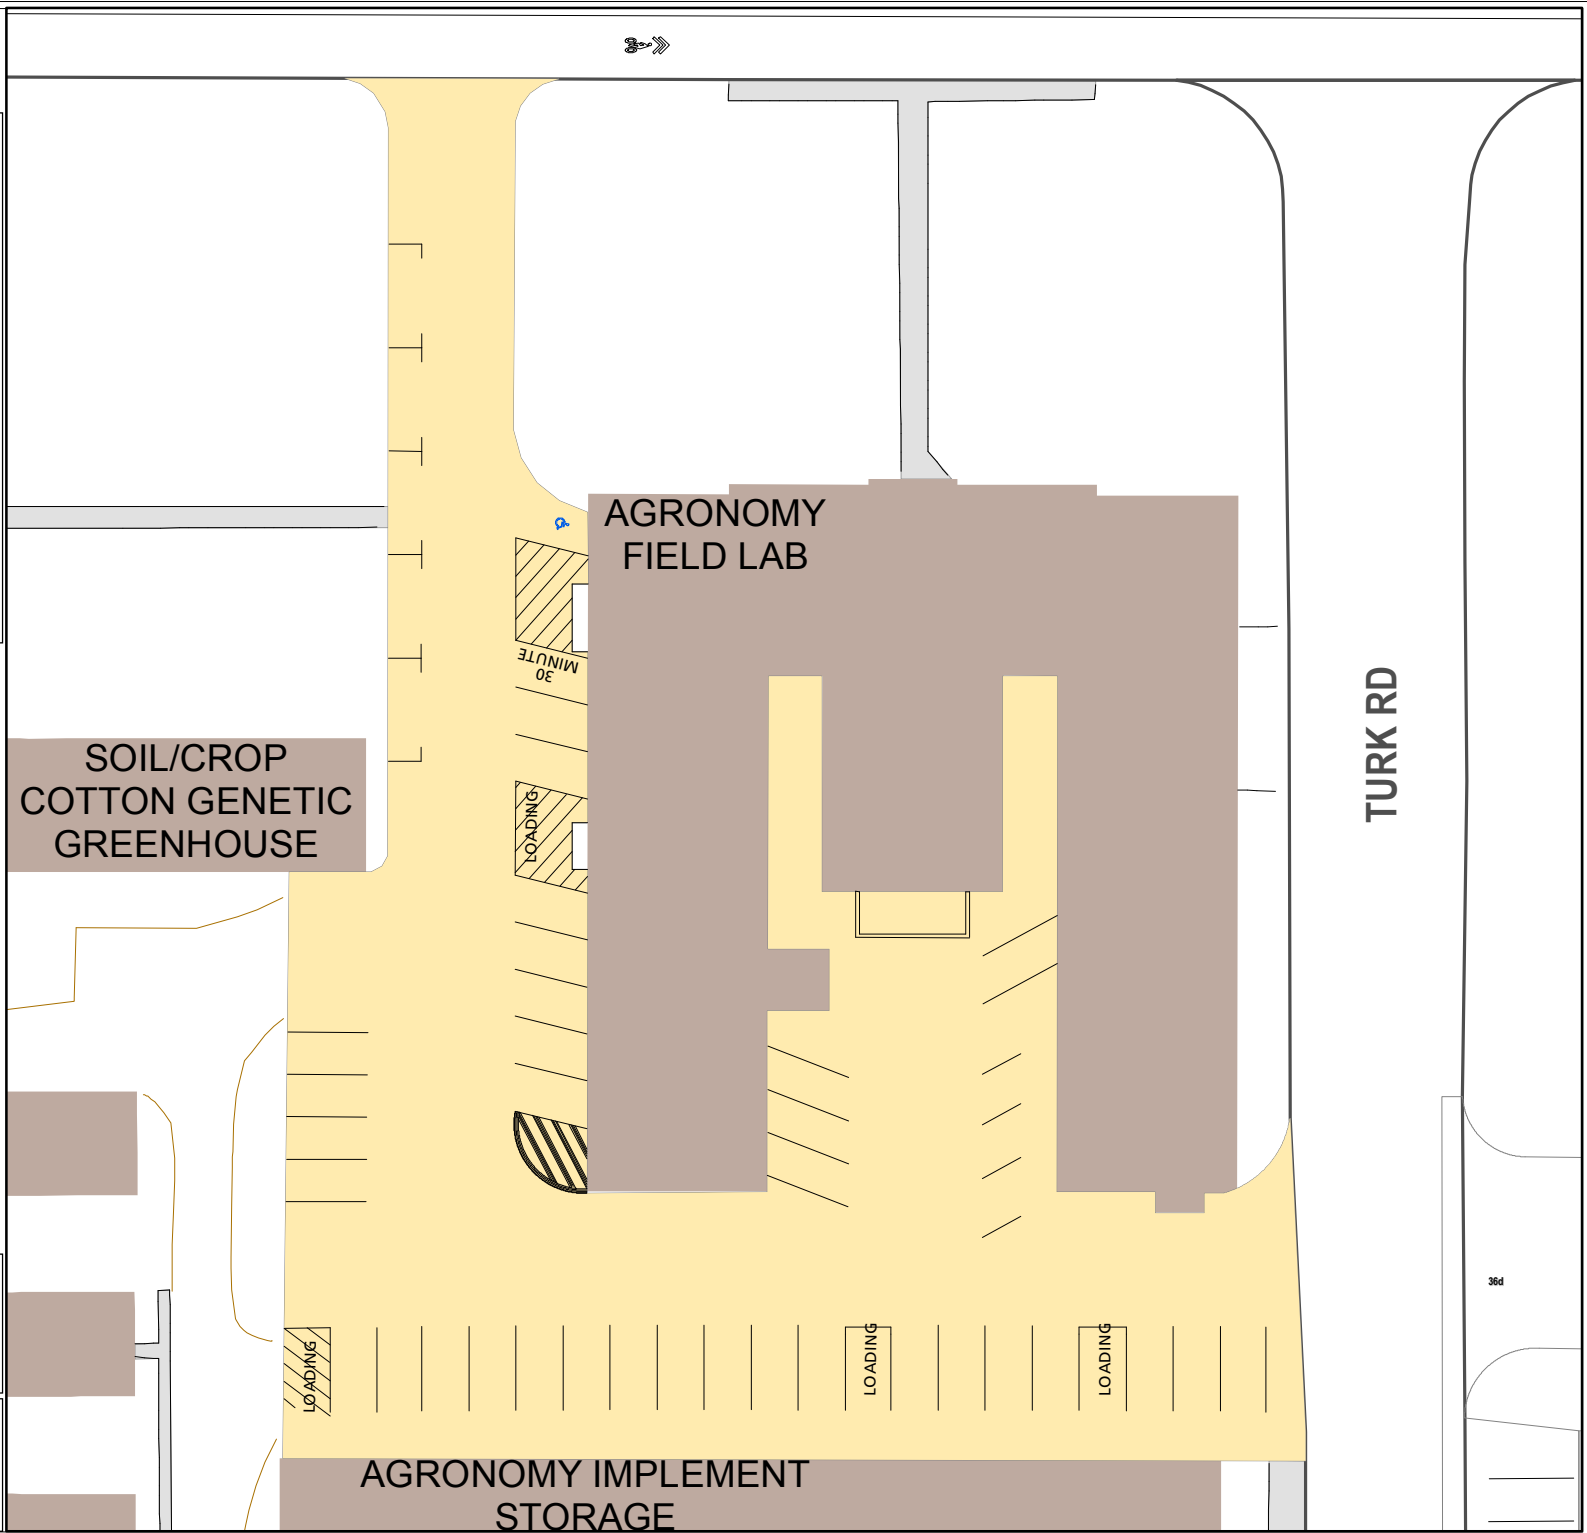 AGRONOMY
FIELD LAB
30
MINUTE
TURK RD
SOIL/CROP
COTTON GENETIC
GREENHOUSE
LOADING
36d
LOADING
LOADING
LOADING
AGRONOMY IMPLEMENT
STORAGE